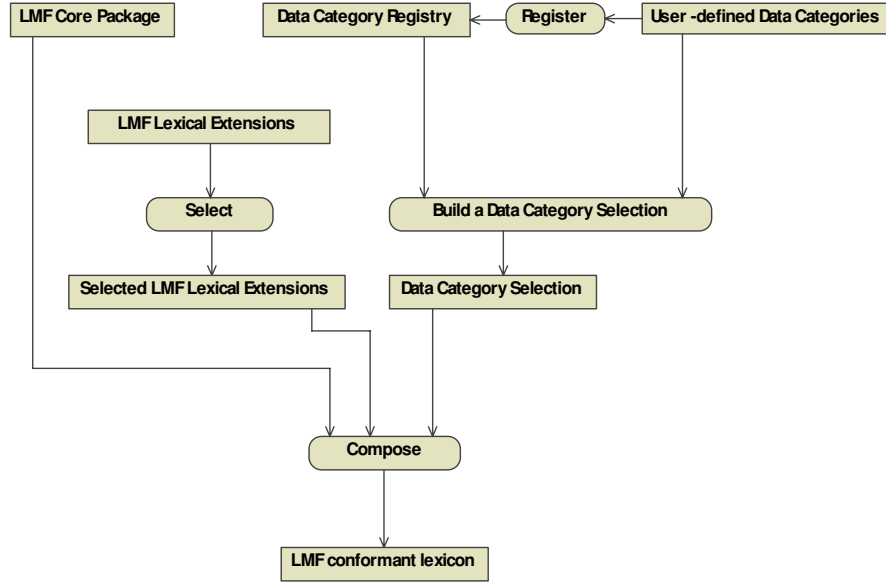 LMF Core Package
Data Category Registry
Register
User -defined Data Categories
LMF Lexical Extensions
Select
Build a Data Category Selection
Selected LMF Lexical Extensions
Data Category Selection
Compose
LMF conformant lexicon